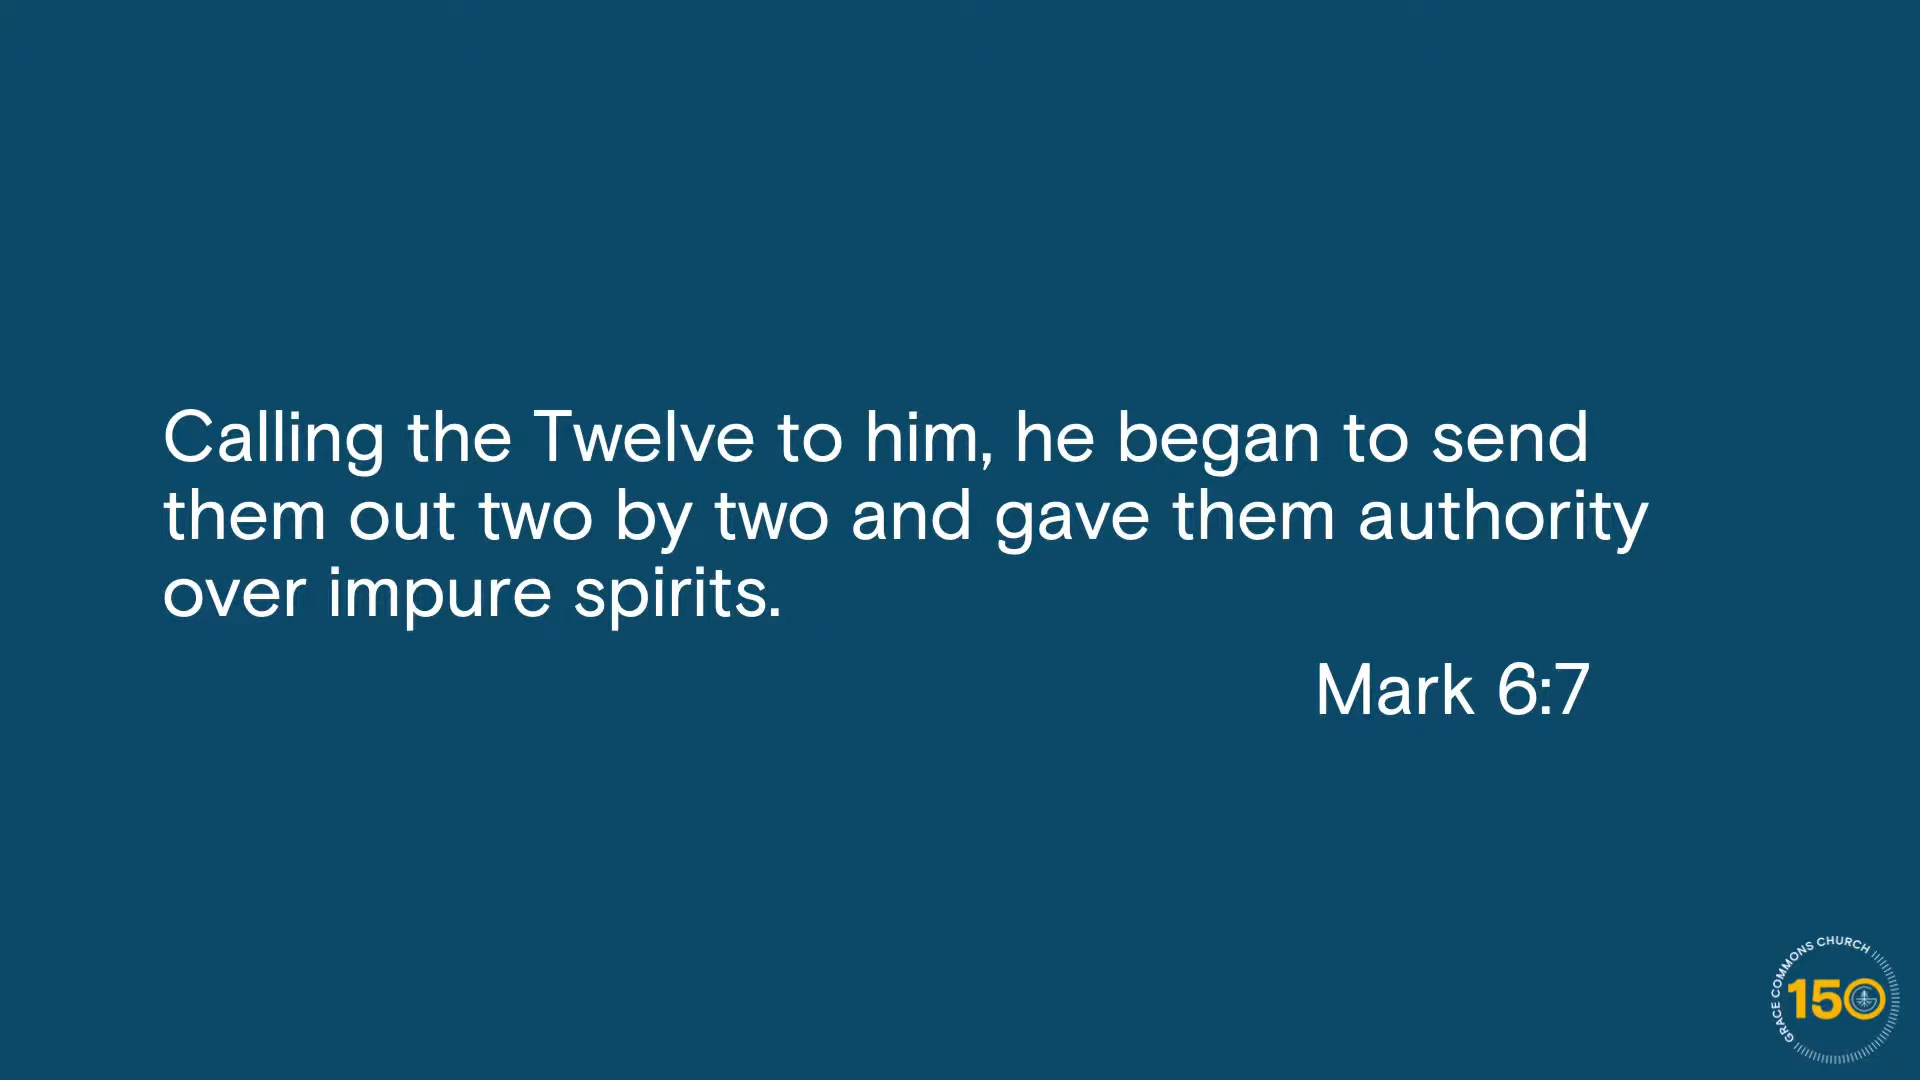 Calling the Twelve to him, he began to send
them out two by two and gave them authority
over impure spirits.
Mark 6:7
GRACE COMMONS CHURCH
150